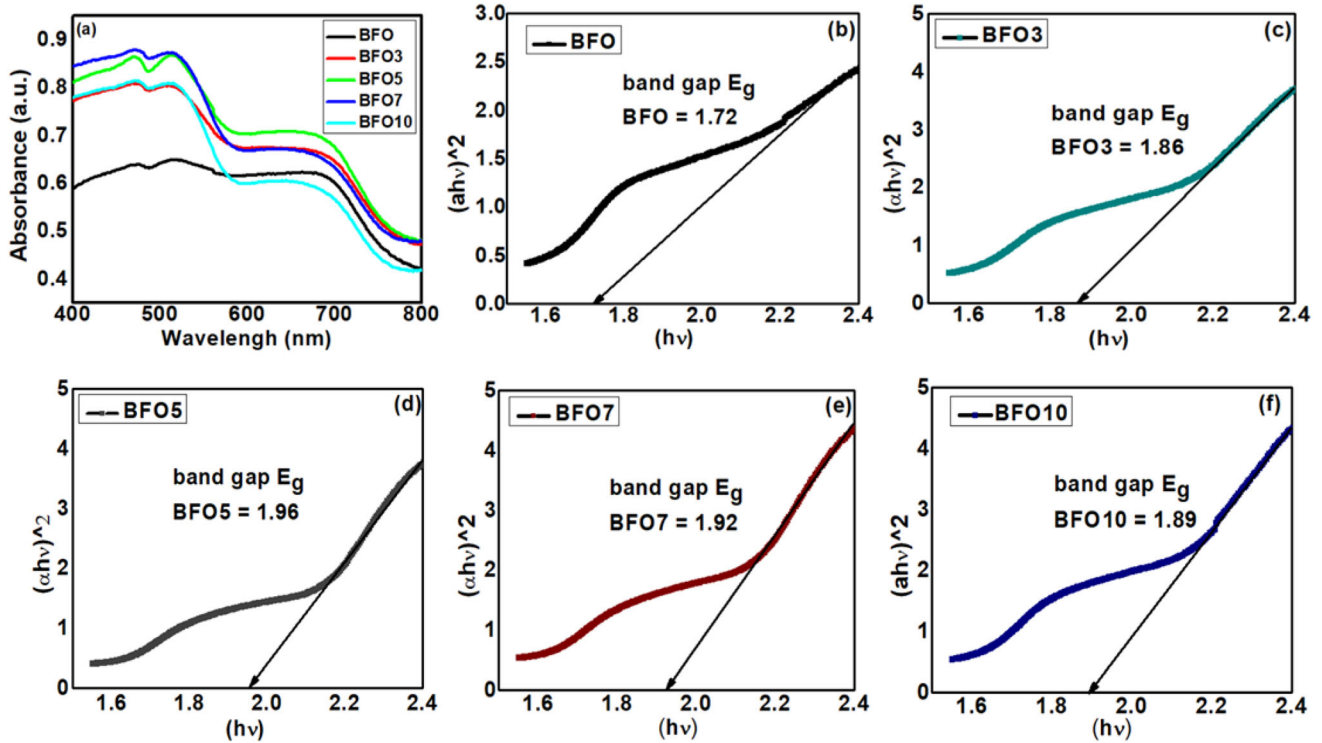 (a)
BFO
BFO3
BFO5
BFO7
BFO10
0.9
0.8
0.7
0.6
0.5
0.4
Absorbance (a.u.)
400 500 600 700 800
Wavelengh (nm)
(b)
BFO
band gap Eg
BFO = 1.72
3.0
2.5
2.0
1.5
1.0
0.5
0.0
(ahν)^2
1.6 1.8 2.0 2.2 2.4
(hν)
(c)
BFO3
band gap Eg
BFO3 = 1.86
5
4
3
2
1
0
(αhν)^2
1.6 1.8 2.0 2.2 2.4
(hν)
(d)
BFO5
band gap Eg
BFO5 = 1.96
5
4
3
2
1
0
(αhν)^2
1.6 1.8 2.0 2.2 2.4
(hν)
(e)
BFO7
band gap Eg
BFO7 = 1.92
5
4
3
2
1
0
(αhν)^2
1.6 1.8 2.0 2.2 2.4
(hν)
(f)
BFO10
band gap Eg
BFO10 = 1.89
5
4
3
2
1
0
(ahν)^2
1.6 1.8 2.0 2.2 2.4
(hν)